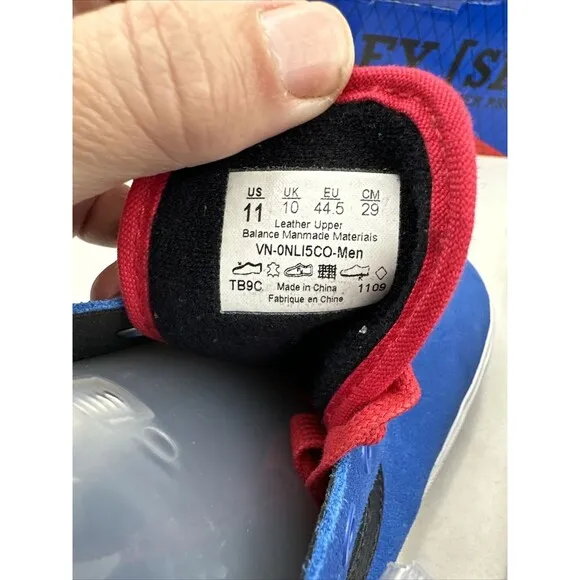 US UK EU CM
11 10 44.5 29
Leather Upper
Balance Manmade Materials
VN-0NLI5CO-Men
TB9C Made in China 1109
Fabrique en Chine